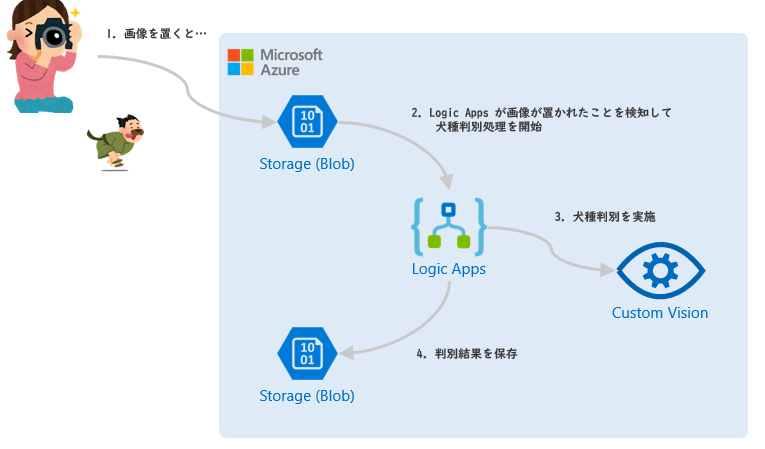 1. 画像を置くと…
Microsoft
Azure
10
01
2. Logic Apps が画像が置かれたことを検知して
犬種判別処理を開始
Storage (Blob)
3. 犬種判別を実施
Logic Apps
Custom Vision
10
01
4. 判別結果を保存
Storage (Blob)